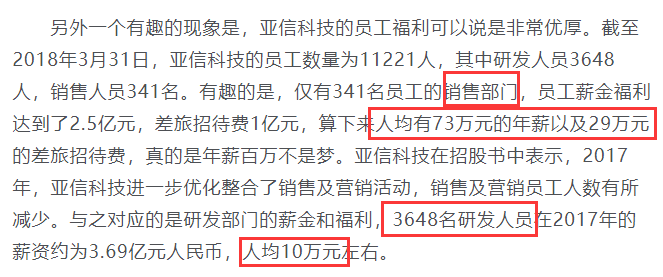 另外一个有趣的现象是，亚信科技的员工福利可以说是非常优厚。截至
2018年3月31日，亚信科技的员工数量为11221人，其中研发人员3648
人，销售人员341名。有趣的是，仅有341名员工的销售部门，员工薪金福利
达到了2.5亿元，差旅招待费1亿元，算下来人均有73万元的年薪以及29万元
的差旅招待费，真的是年薪百万不是梦。亚信科技在招股书中表示，2017
年，亚信科技进一步优化整合了销售及营销活动，销售及营销员工人数有所
减少。与之对应的是研发部门的薪金和福利，3648名研发人员在2017年的
薪资约为3.69亿元人民币，人均10万元左右。